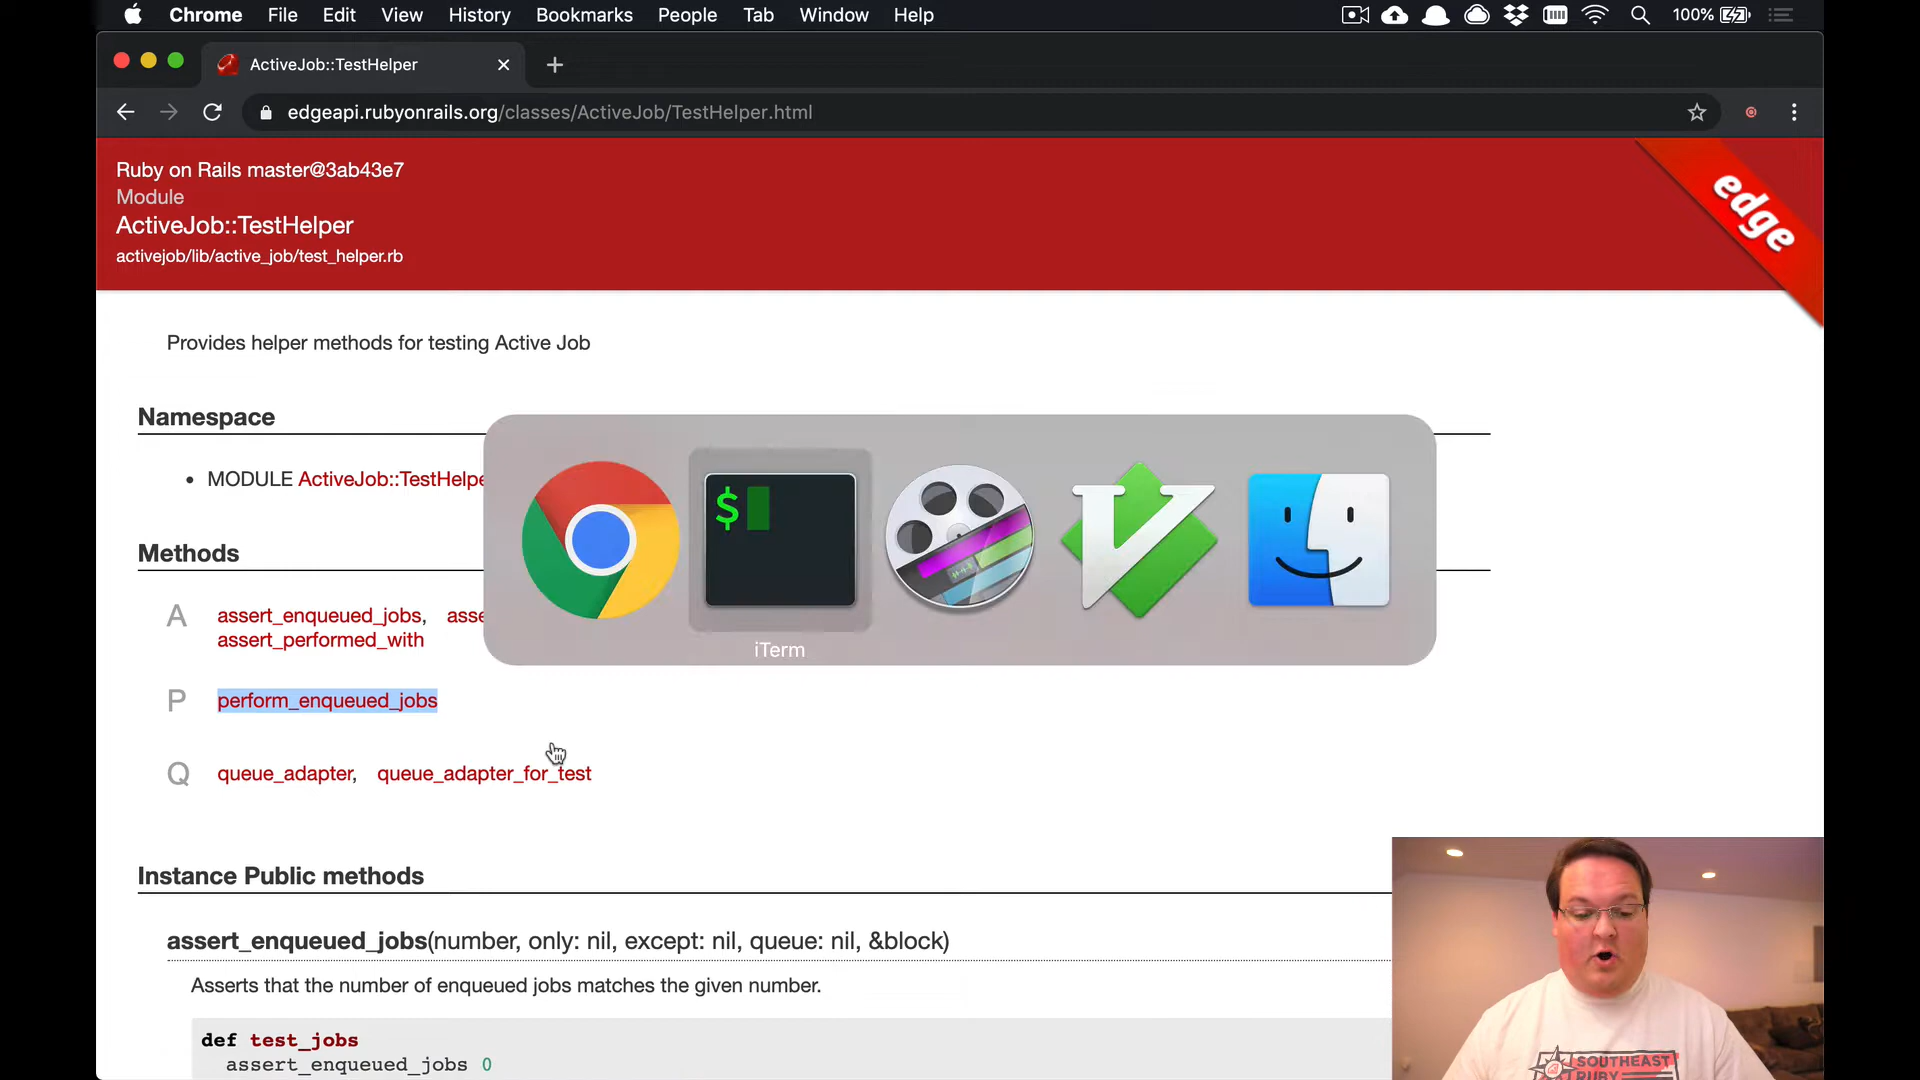 Chrome File Edit View History Bookmarks People Tab Window Help 100%
ActiveJob::TestHelper
edgeapi.rubyonrails.org/classes/ActiveJob/TestHelper.html
Ruby on Rails master@3ab43e7
Module
ActiveJob::TestHelper
activejob/lib/active_job/test_helper.rb
edge
Provides helper methods for testing Active Job
Namespace
• MODULE ActiveJob::TestHelpe
Methods
$
iTerm
A assert_enqueued_jobs, asse
assert_performed_with
P perform_enqueued_jobs
Q queue_adapter, queue_adapter_for_test
Instance Public methods
assert_enqueued_jobs(number, only: nil, except: nil, queue: nil, &block)
Asserts that the number of enqueued jobs matches the given number.
def test_jobs
assert_enqueued_jobs 0
SOUTHEAST
RUBY